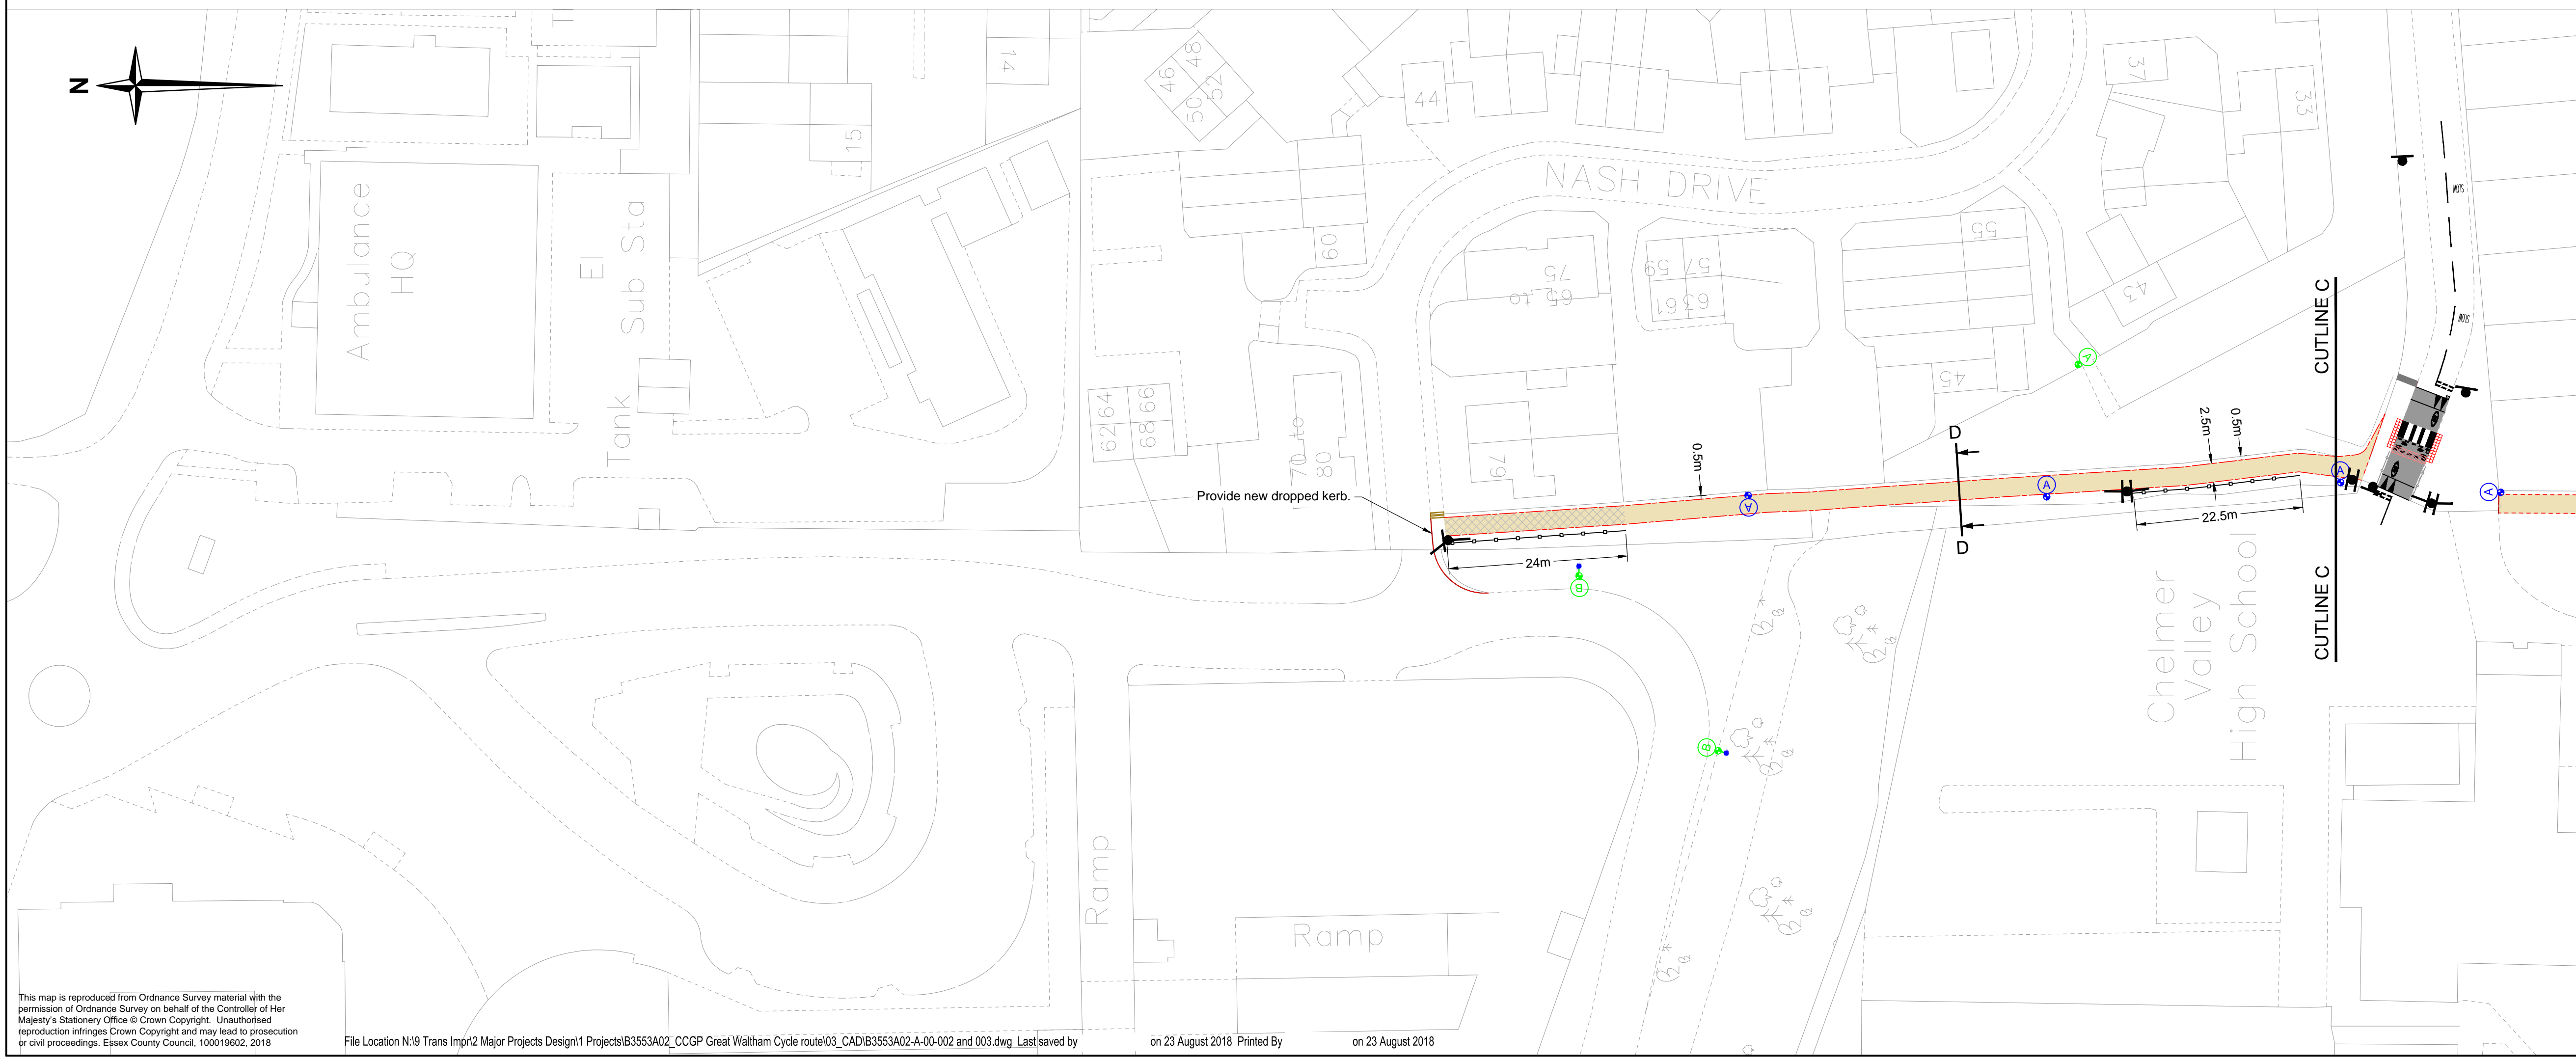 N
Ambulance
HQ
El
Sub Sta
Tank
15
14
46
48
50
52
44
NASH DRIVE
60
62
64
68
66
70 to
80
75
65 to
59
57
63
61
55
45
43
37
33
79
Provide new dropped kerb.
24m
B
B
0.5m
A
A
A
A
A
D
D
2.5m
0.5m
22.5m
CUTLINE C
CUTLINE C
SLOW
SLOW
Chelmer
Valley
High School
Ramp
Ramp
This map is reproduced from Ordnance Survey material with the
permission of Ordnance Survey on behalf of the Controller of Her
Majesty's Stationery Office © Crown Copyright. Unauthorised
reproduction infringes Crown Copyright and may lead to prosecution
or civil proceedings. Essex County Council, 100019602, 2018
File Location N:\9 Trans Impr\2 Major Projects Design\1 Projects\B3553A02_CCGP Great Waltham Cycle route\03_CAD\B3553A02-A-00-002 and 003.dwg Last saved by on 23 August 2018 Printed By on 23 August 2018